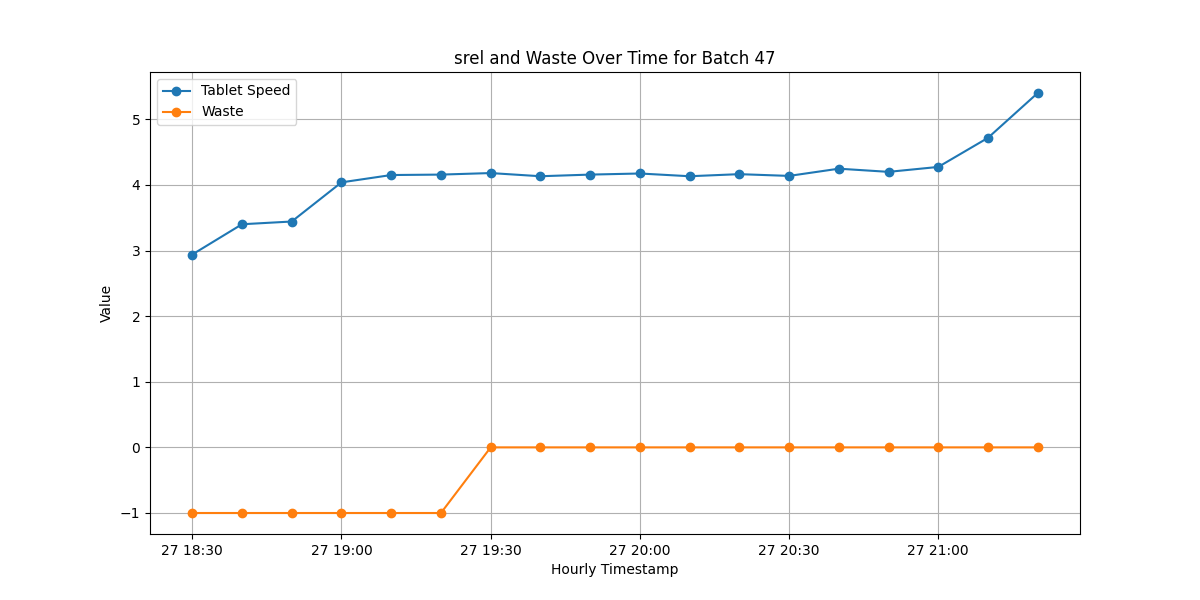 srel and Waste Over Time for Batch 47
Tablet Speed
Waste
Value
5
4
3
2
1
0
−1
27 18:30 27 19:00 27 19:30 27 20:00 27 20:30 27 21:00
Hourly Timestamp